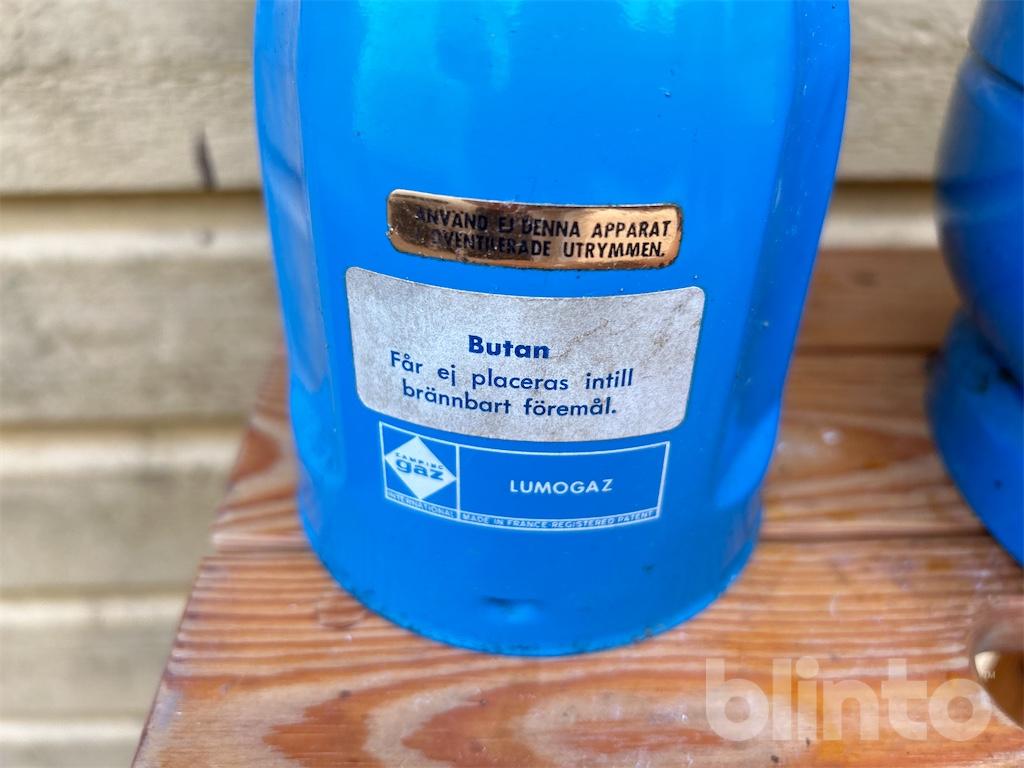 ANVÄND EJ DENNA APPARAT
OVENTILERADE UTRYMMEN.
Butan
Får ej placeras intill
brännbart föremål.
CAMPING
gaz
INTERNATIONAL
LUMOGAZ
MADE IN FRANCE REGISTERED PATENT
blinto™